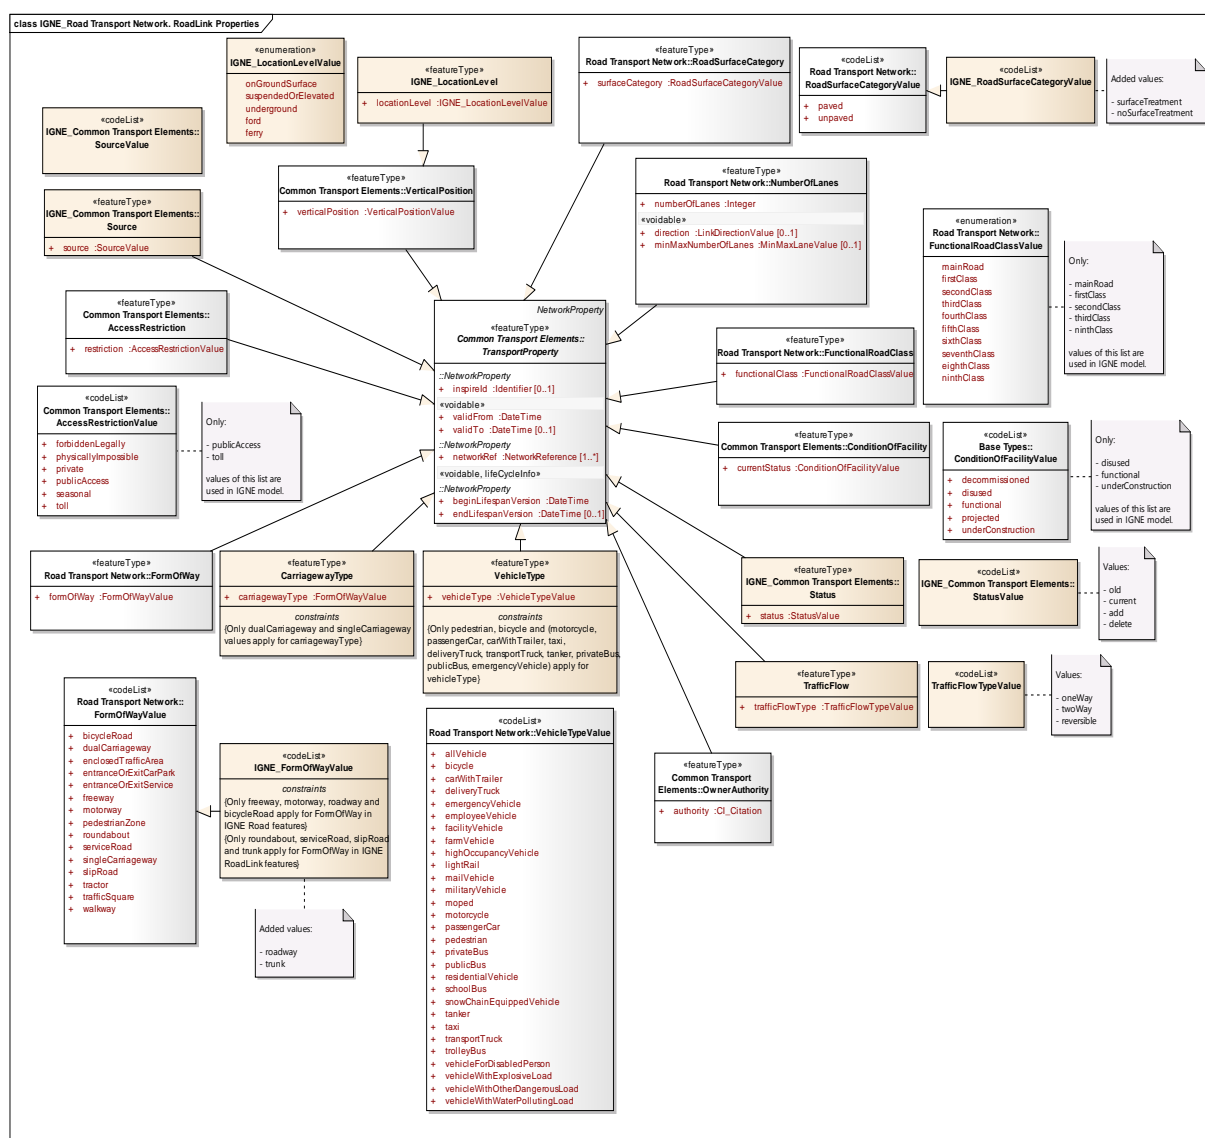 class IGNE_Road Transport Network. RoadLink Properties
«enumeration»
IGNE_LocationLevelValue
onGroundSurface
suspendedOrElevated
underground
ford
ferry
«featureType»
IGNE_LocationLevel
+ locationLevel :IGNE_LocationLevelValue
«featureType»
Road Transport Network::RoadSurfaceCategory
+ surfaceCategory :RoadSurfaceCategoryValue
«codeList»
Road Transport Network::
RoadSurfaceCategoryValue
+ paved
+ unpaved
«codeList»
IGNE_RoadSurfaceCategoryValue
Added values:
- surfaceTreatment
- noSurfaceTreatment
«codeList»
IGNE_Common Transport Elements::
SourceValue
«featureType»
IGNE_Common Transport Elements::
Source
+ source :SourceValue
«featureType»
Common Transport Elements::VerticalPosition
+ verticalPosition :VerticalPositionValue
«featureType»
Road Transport Network::NumberOfLanes
+ numberOfLanes :Integer
«voidable»
+ direction :LinkDirectionValue [0..1]
+ minMaxNumberOfLanes :MinMaxLaneValue [0..1]
«enumeration»
Road Transport Network::
FunctionalRoadClassValue
mainRoad
firstClass
secondClass
thirdClass
fourthClass
fifthClass
sixthClass
seventhClass
eighthClass
ninthClass
Only:
- mainRoad
- firstClass
- secondClass
- thirdClass
- ninthClass
values of this list are
used in IGNE model.
«featureType»
Common Transport Elements::
AccessRestriction
+ restriction :AccessRestrictionValue
NetworkProperty
«featureType»
Common Transport Elements::
TransportProperty
::NetworkProperty
+ inspireId :Identifier [0..1]
«voidable»
+ validFrom :DateTime
+ validTo :DateTime [0..1]
::NetworkProperty
+ networkRef :NetworkReference [1..*]
«voidable, lifeCycleInfo»
::NetworkProperty
+ beginLifespanVersion :DateTime
+ endLifespanVersion :DateTime [0..1]
«featureType»
Road Transport Network::FunctionalRoadClass
+ functionalClass :FunctionalRoadClassValue
«codeList»
Common Transport Elements::
AccessRestrictionValue
+ forbiddenLegally
+ physicallyImpossible
+ private
+ publicAccess
+ seasonal
+ toll
Only:
- publicAccess
- toll
values of this list are
used in IGNE model.
«featureType»
Common Transport Elements::ConditionOfFacility
+ currentStatus :ConditionOfFacilityValue
«codeList»
Base Types::
ConditionOfFacilityValue
+ decommissioned
+ disused
+ functional
+ projected
+ underConstruction
Only:
- disused
- functional
- underConstruction
values of this list are
used in IGNE model.
«featureType»
Road Transport Network::FormOfWay
+ formOfWay :FormOfWayValue
«featureType»
CarriagewayType
+ carriagewayType :FormOfWayValue
constraints
{Only dualCarriageway and singleCarriageway
values apply for carriagewayType}
«featureType»
VehicleType
+ vehicleType :VehicleTypeValue
constraints
{Only pedestrian, bicycle and (motorcycle,
passengerCar, carWithTrailer, taxi,
deliveryTruck, transportTruck, tanker, privateBus,
publicBus, emergencyVehicle) apply for
vehicleType}
«featureType»
IGNE_Common Transport Elements::
Status
+ status :StatusValue
«codeList»
IGNE_Common Transport Elements::
StatusValue
Values:
- old
- current
- add
- delete
«featureType»
TrafficFlow
+ trafficFlowType :TrafficFlowTypeValue
«codeList»
TrafficFlowTypeValue
Values:
- oneWay
- twoWay
- reversible
«codeList»
Road Transport Network::
FormOfWayValue
+ bicycleRoad
+ dualCarriageway
+ enclosedTrafficArea
+ entranceOrExitCarPark
+ entranceOrExitService
+ freeway
+ motorway
+ pedestrianZone
+ roundabout
+ serviceRoad
+ singleCarriageway
+ slipRoad
+ tractor
+ trafficSquare
+ walkway
«codeList»
IGNE_FormOfWayValue
constraints
{Only freeway, motorway, roadway and
bicycleRoad apply for FormOfWay in
IGNE Road features}
{Only roundabout, serviceRoad, slipRoad
and trunk apply for FormOfWay in IGNE
RoadLink features}
Added values:
- roadway
- trunk
«codeList»
Road Transport Network::VehicleTypeValue
+ allVehicle
+ bicycle
+ carWithTrailer
+ deliveryTruck
+ emergencyVehicle
+ employeeVehicle
+ facilityVehicle
+ farmVehicle
+ highOccupancyVehicle
+ lightRail
+ mailVehicle
+ militaryVehicle
+ moped
+ motorcycle
+ passengerCar
+ pedestrian
+ privateBus
+ publicBus
+ residentialVehicle
+ schoolBus
+ snowChainEquippedVehicle
+ tanker
+ taxi
+ transportTruck
+ trolleyBus
+ vehicleForDisabledPerson
+ vehicleWithExplosiveLoad
+ vehicleWithOtherDangerousLoad
+ vehicleWithWaterPollutingLoad
«featureType»
Common Transport
Elements::OwnerAuthority
+ authority :CI_Citation